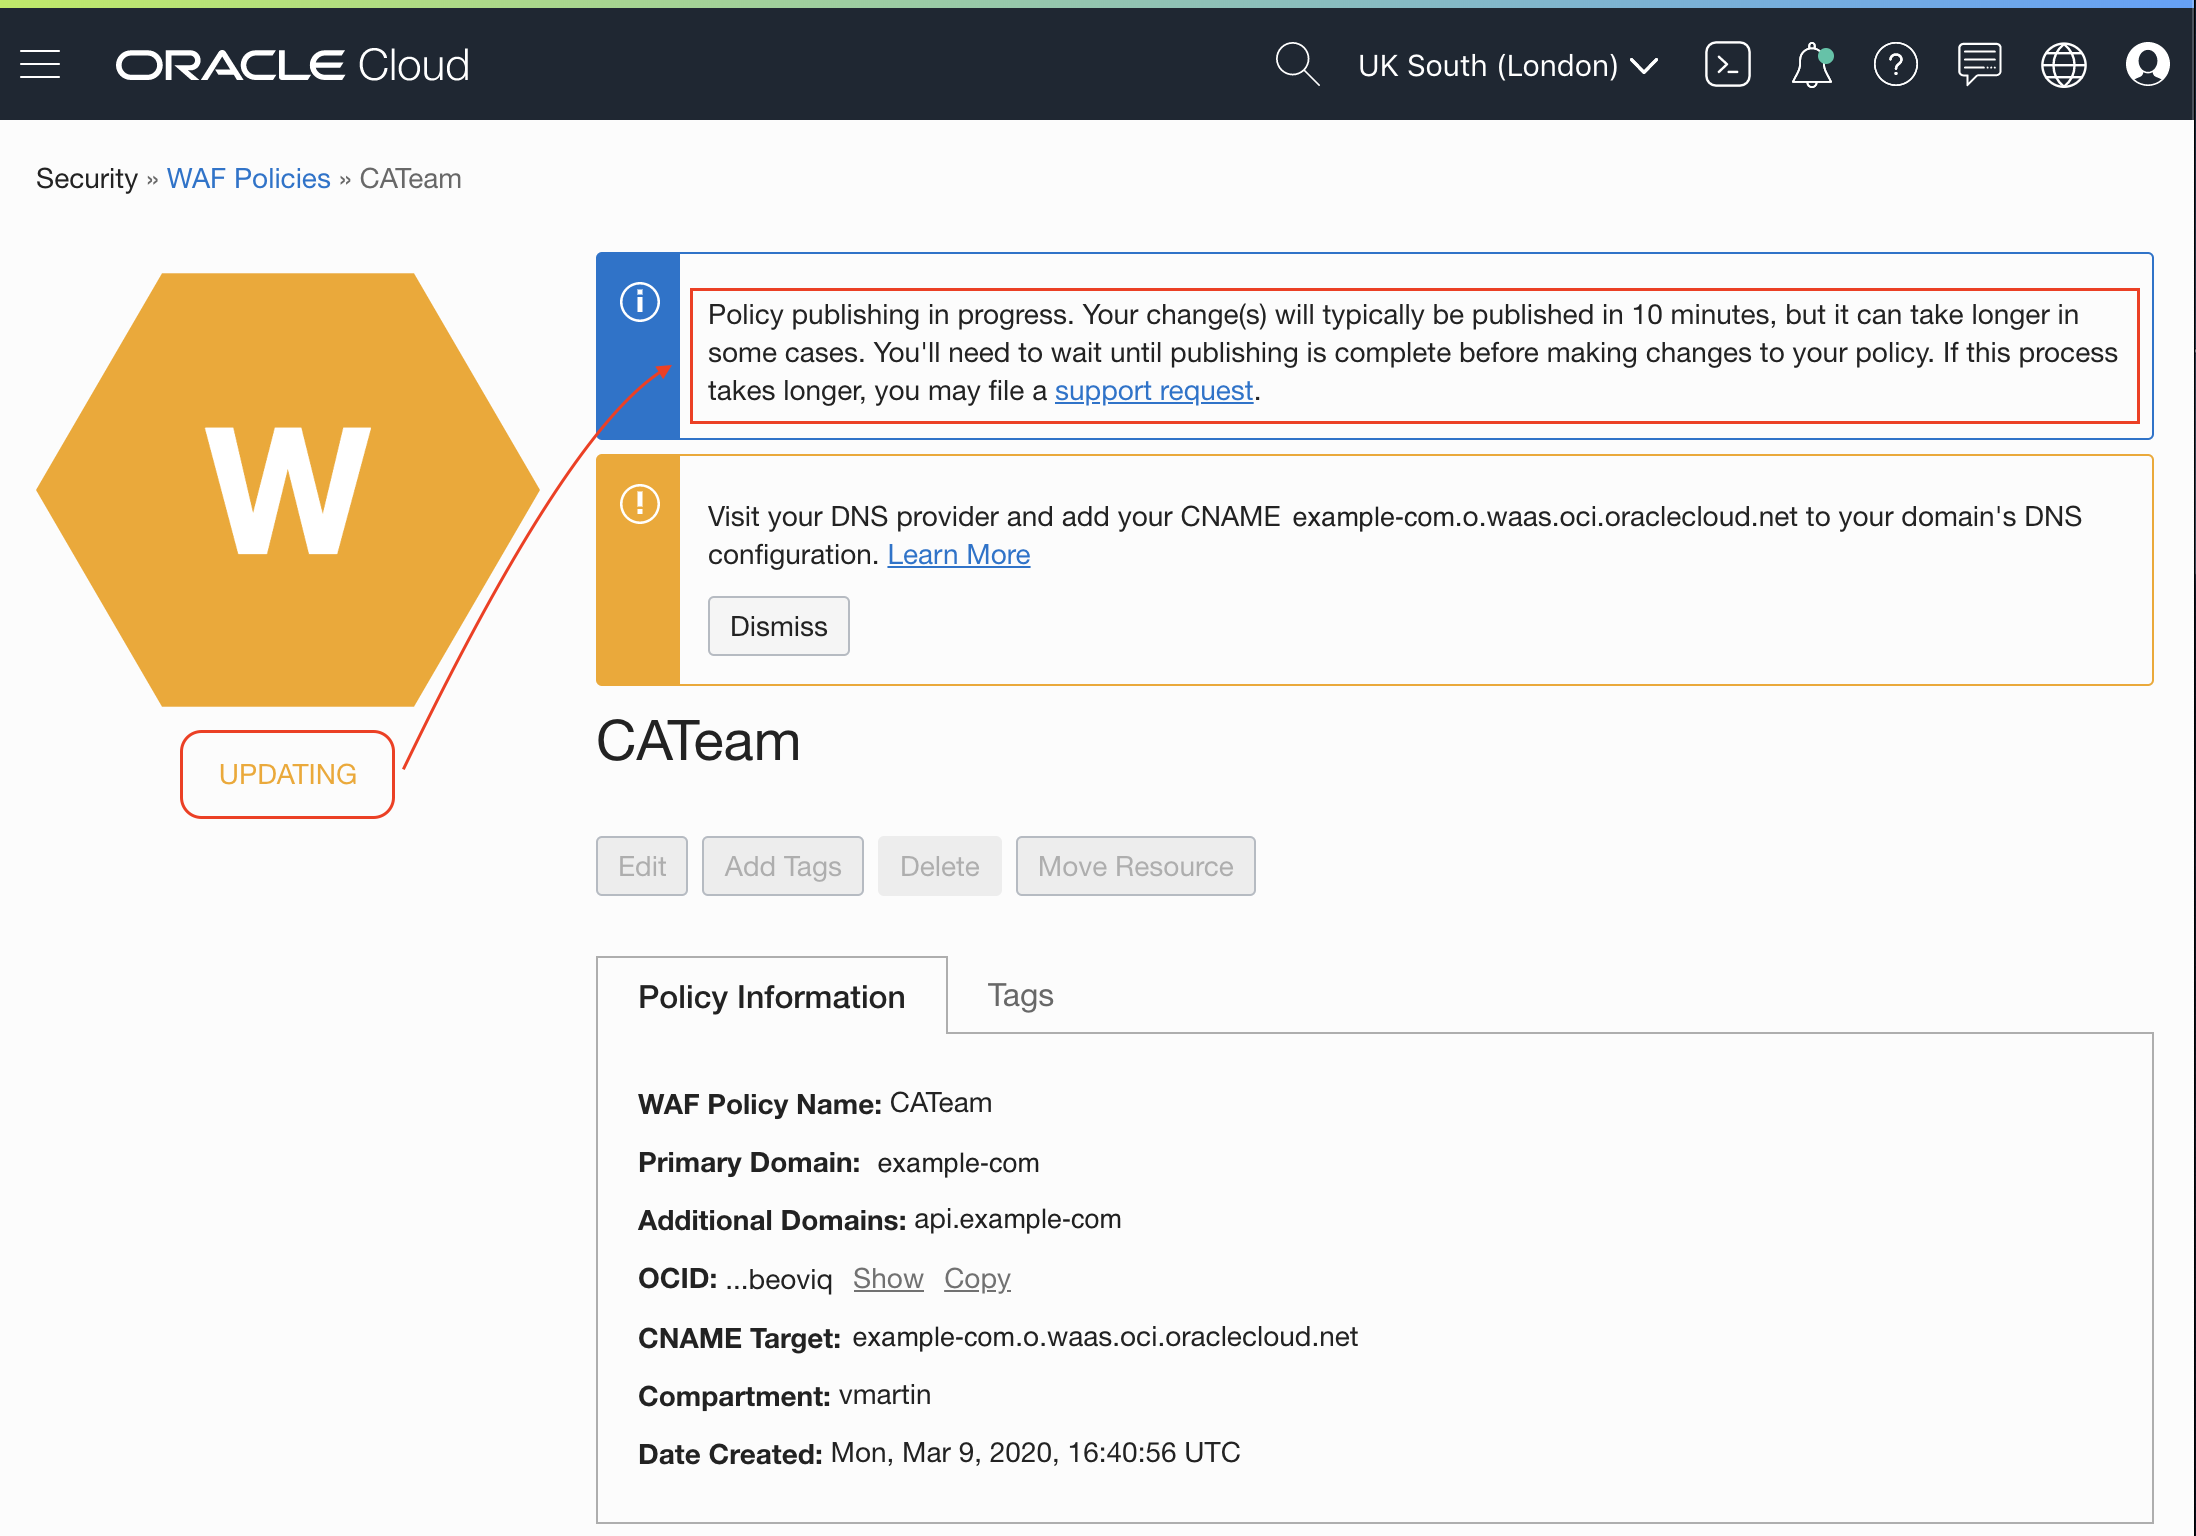 ORACLE Cloud
UK South (London)
Security » WAF Policies » CATeam
W
UPDATING
Policy publishing in progress. Your change(s) will typically be published in 10 minutes, but it can take longer in
some cases. You'll need to wait until publishing is complete before making changes to your policy. If this process
takes longer, you may file a support request.
Visit your DNS provider and add your CNAME example-com.o.waas.oci.oraclecloud.net to your domain's DNS
configuration. Learn More
Dismiss
CATeam
Edit Add Tags Delete Move Resource
Policy Information Tags
WAF Policy Name: CATeam
Primary Domain: example-com
Additional Domains: api.example-com
OCID: ...beoviq Show Copy
CNAME Target: example-com.o.waas.oci.oraclecloud.net
Compartment: vmartin
Date Created: Mon, Mar 9, 2020, 16:40:56 UTC